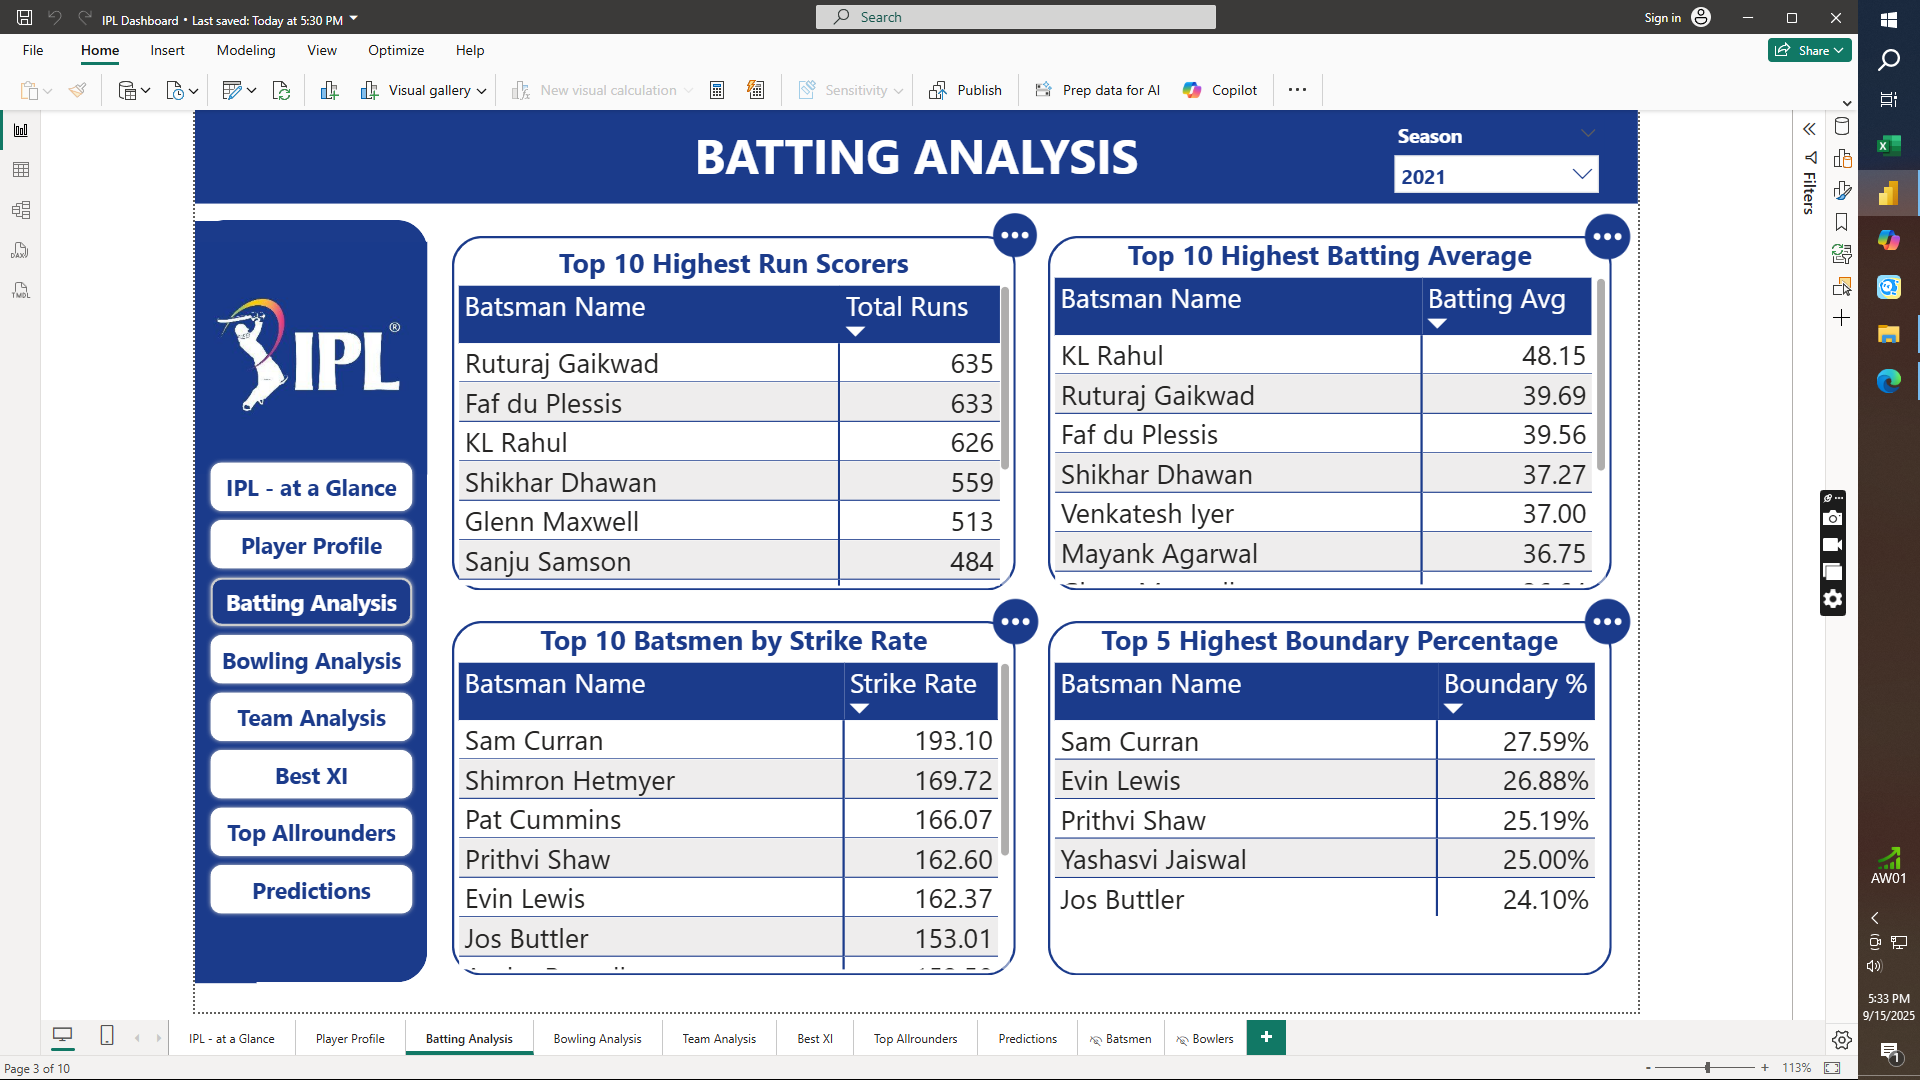 IPL Dashboard • Last saved: Today at 5:30 PM
Search
Sign in
File Home Insert Modeling View Optimize Help
Share
Visual gallery
New visual calculation
Sensitivity
Publish
Prep data for AI
Copilot
BATTING ANALYSIS
Season
2021
Filters
IPL®
IPL - at a Glance
Player Profile
Batting Analysis
Bowling Analysis
Team Analysis
Best XI
Top Allrounders
Predictions
Top 10 Highest Run Scorers
Batsman Name Total Runs
Ruturaj Gaikwad 635
Faf du Plessis 633
KL Rahul 626
Shikhar Dhawan 559
Glenn Maxwell 513
Sanju Samson 484
Top 10 Highest Batting Average
Batsman Name Batting Avg
KL Rahul 48.15
Ruturaj Gaikwad 39.69
Faf du Plessis 39.56
Shikhar Dhawan 37.27
Venkatesh Iyer 37.00
Mayank Agarwal 36.75
Top 10 Batsmen by Strike Rate
Batsman Name Strike Rate
Sam Curran 193.10
Shimron Hetmyer 169.72
Pat Cummins 166.07
Prithvi Shaw 162.60
Evin Lewis 162.37
Jos Buttler 153.01
Top 5 Highest Boundary Percentage
Batsman Name Boundary %
Sam Curran 27.59%
Evin Lewis 26.88%
Prithvi Shaw 25.19%
Yashasvi Jaiswal 25.00%
Jos Buttler 24.10%
DAX
TMDL
AW01
5:33 PM
9/15/2025
1
IPL - at a Glance Player Profile Batting Analysis Bowling Analysis Team Analysis Best XI Top Allrounders Predictions Batsmen Bowlers
Page 3 of 10
113%